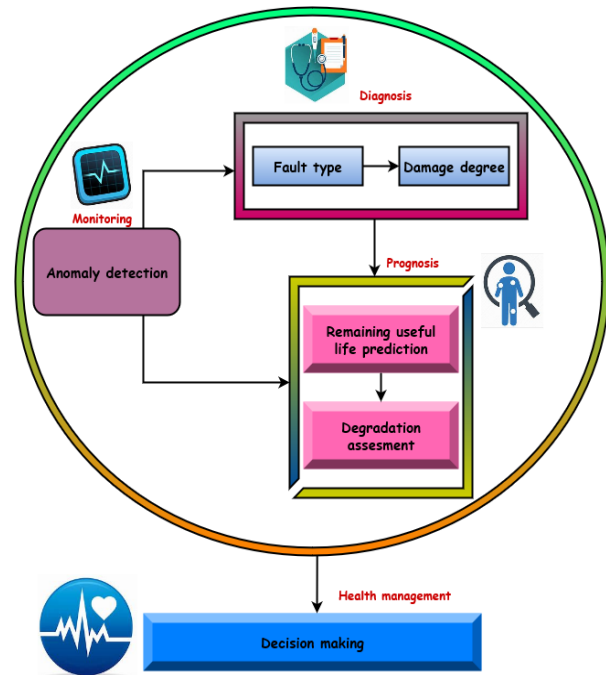 Diagnosis
Fault type
Damage degree
Monitoring
Anomaly detection
Prognosis
Remaining useful
life prediction
Degradation
assesment
Health management
Decision making